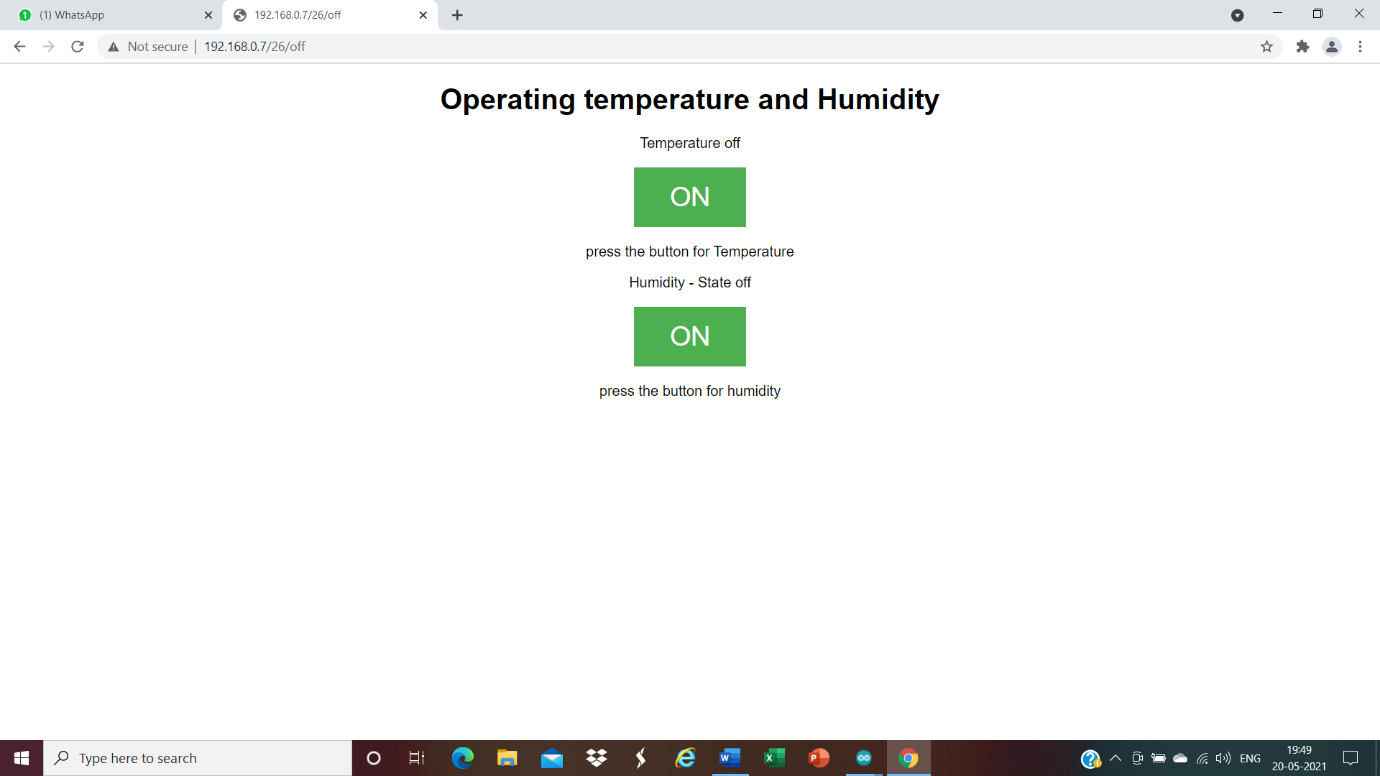 (1) WhatsApp
192.168.0.7/26/off
Not secure
192.168.0.7/26/off
Operating temperature and Humidity
Temperature off
ON
press the button for Temperature
Humidity - State off
ON
press the button for humidity
Type here to search
ENG
19:49
20-05-2021